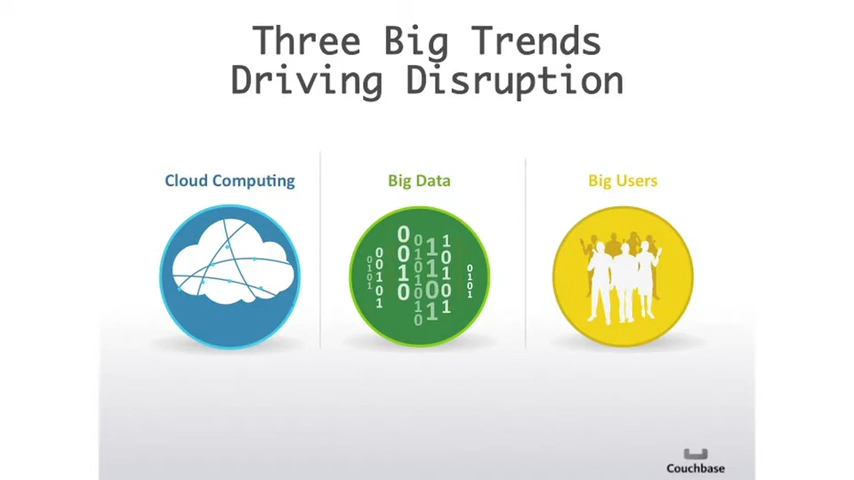 Three Big Trends
Driving Disruption
Cloud Computing
Big Data
Big Users
Couchbase